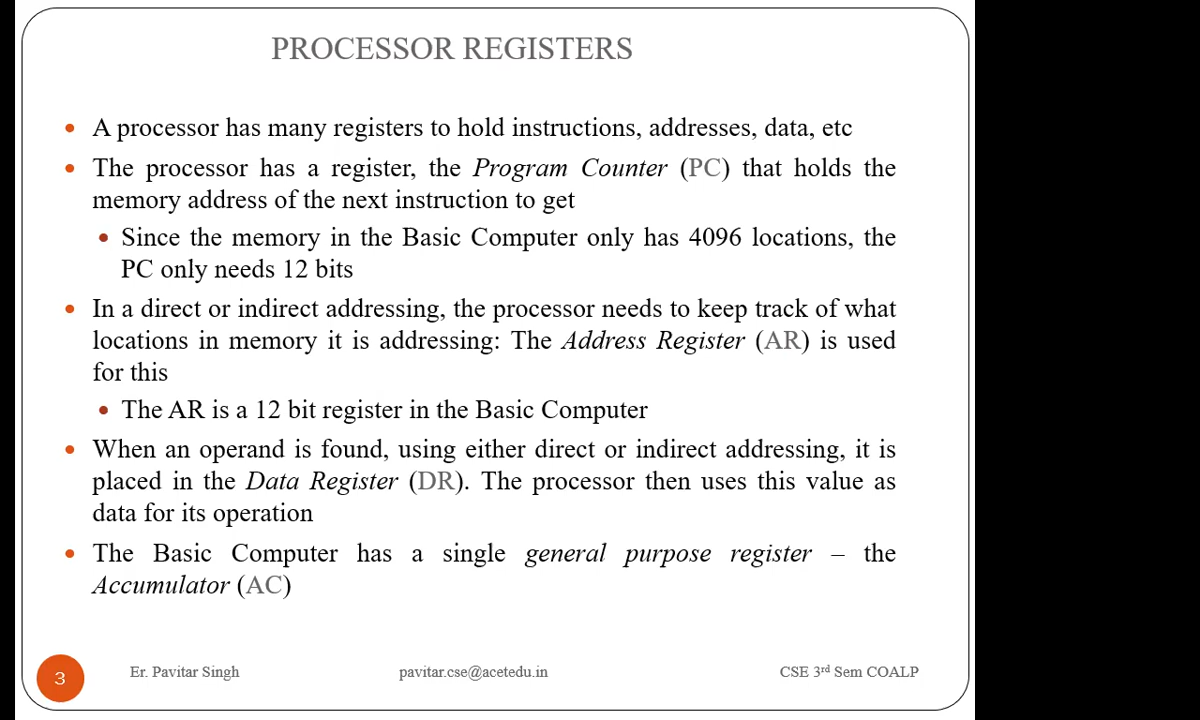 PROCESSOR REGISTERS
• A processor has many registers to hold instructions, addresses, data, etc
• The processor has a register, the Program Counter (PC) that holds the
memory address of the next instruction to get
• Since the memory in the Basic Computer only has 4096 locations, the
PC only needs 12 bits
• In a direct or indirect addressing, the processor needs to keep track of what
locations in memory it is addressing: The Address Register (AR) is used
for this
• The AR is a 12 bit register in the Basic Computer
• When an operand is found, using either direct or indirect addressing, it is
placed in the Data Register (DR). The processor then uses this value as
data for its operation
• The Basic Computer has a single general purpose register – the
Accumulator (AC)
3 Er. Pavitar Singh pavitar.cse@acetedu.in CSE 3rd Sem COALP